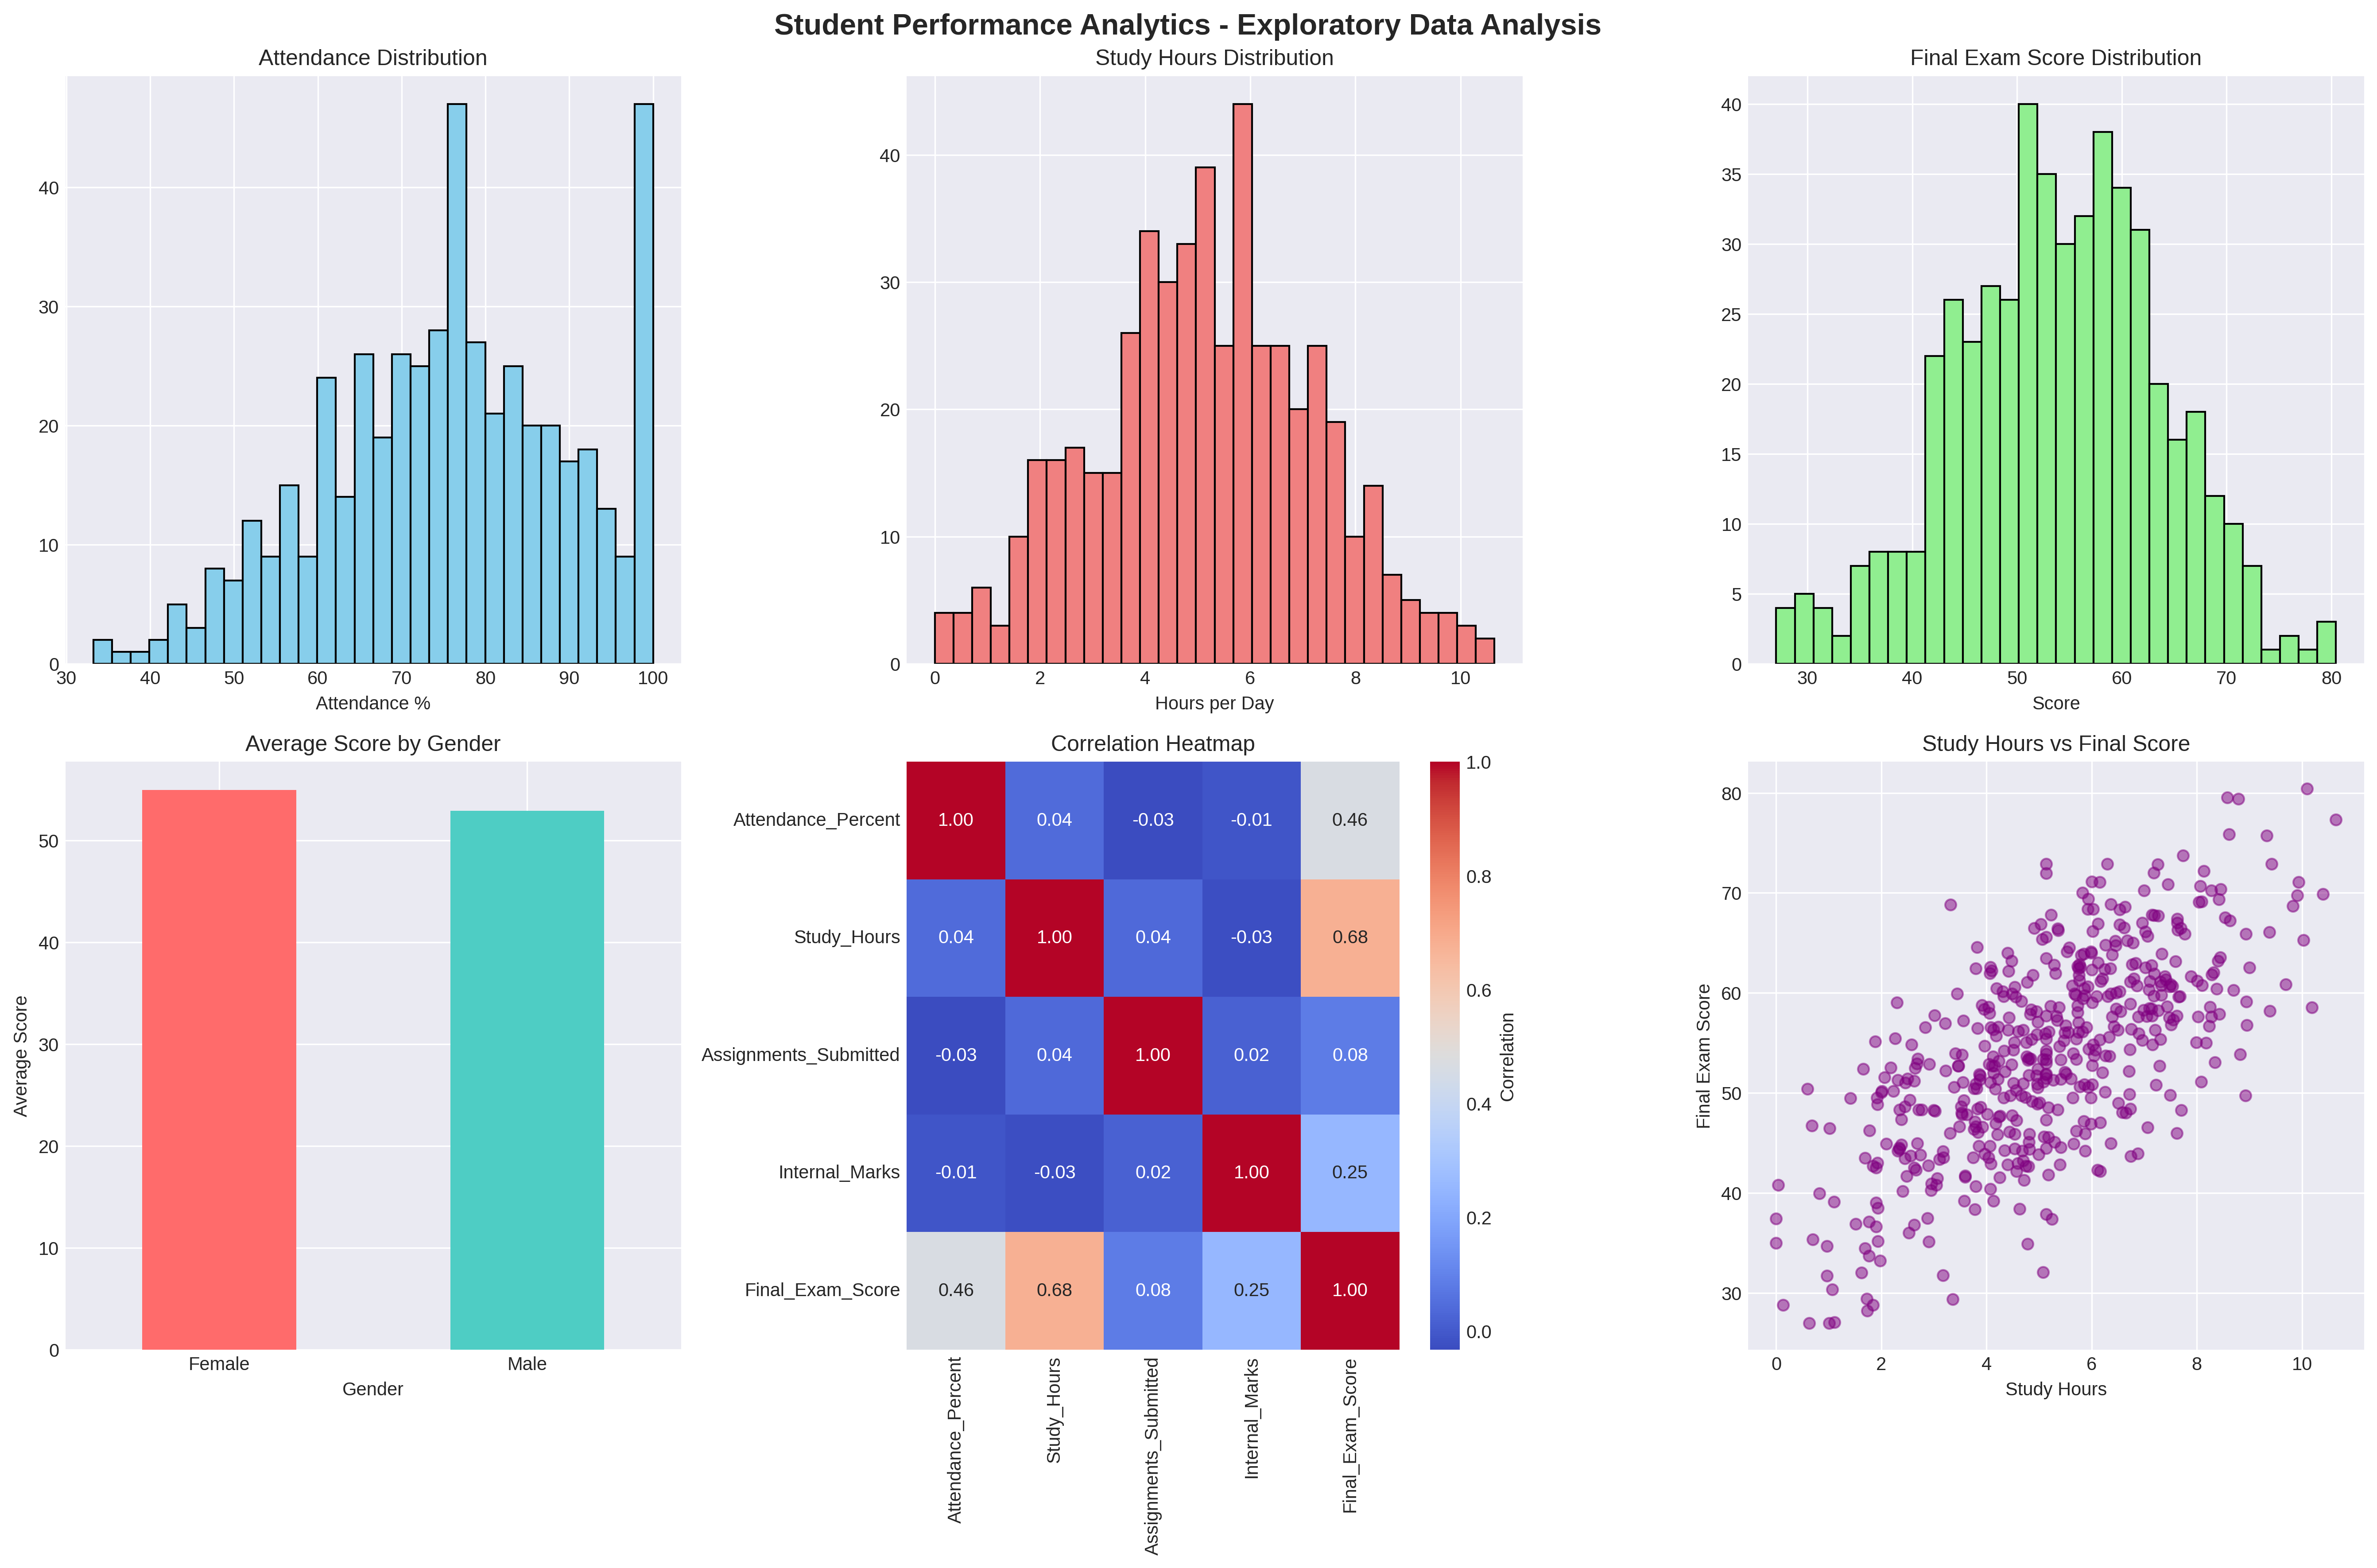 Student Performance Analytics - Exploratory Data Analysis
Attendance Distribution
40
30
20
10
0
30 40 50 60 70 80 90 100
Attendance %
Study Hours Distribution
40
30
20
10
0
0 2 4 6 8 10
Hours per Day
Final Exam Score Distribution
40
35
30
25
20
15
10
5
0
30 40 50 60 70 80
Score
Average Score by Gender
Average Score
50
40
30
20
10
0
Female Male
Gender
Correlation Heatmap
Attendance_Percent 1.00 0.04 -0.03 -0.01 0.46
Study_Hours 0.04 1.00 0.04 -0.03 0.68
Assignments_Submitted -0.03 0.04 1.00 0.02 0.08
Internal_Marks -0.01 -0.03 0.02 1.00 0.25
Final_Exam_Score 0.46 0.68 0.08 0.25 1.00
Attendance_Percent
Study_Hours
Assignments_Submitted
Internal_Marks
Final_Exam_Score
1.0
0.8
0.6
0.4
0.2
0.0
Correlation
Study Hours vs Final Score
Final Exam Score
80
70
60
50
40
30
0 2 4 6 8 10
Study Hours